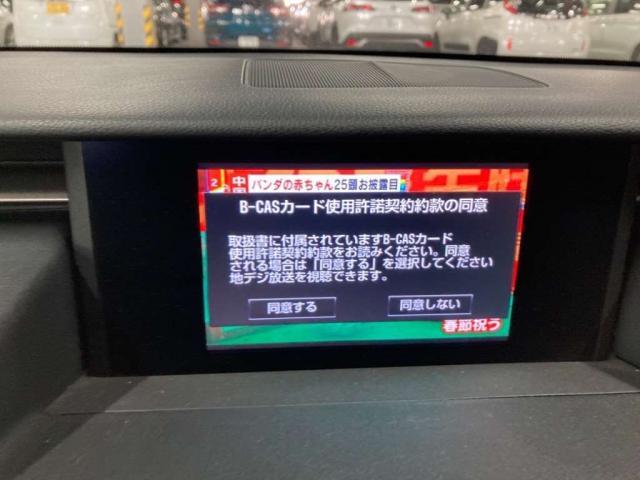 2 中国 パンダの赤ちゃん25頭お披露目
B-CASカード使用許諾契約約款の同意
取扱書に付属されていますB-CASカード
使用許諾契約約款をお読みください。同意
される場合は「同意する」を選択してください
地デジ放送を視聴できます。
同意する 同意しない
春節祝う